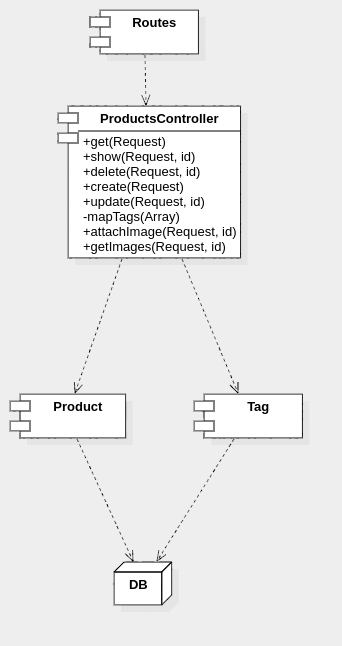 Routes
ProductsController
+get(Request)
+show(Request, id)
+delete(Request, id)
+create(Request)
+update(Request, id)
-mapTags(Array)
+attachImage(Request, id)
+getImages(Request, id)
Product
Tag
DB